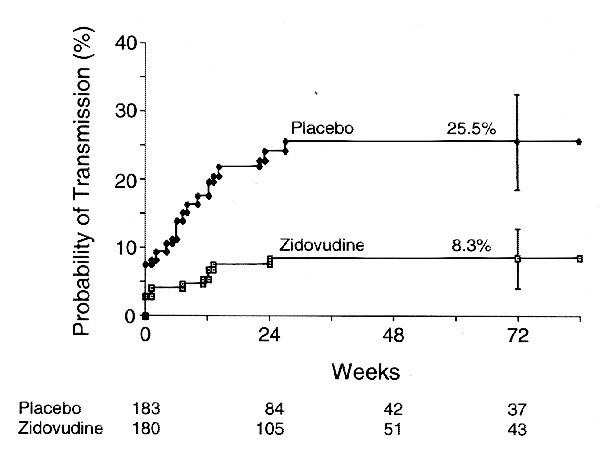 Probability of Transmission (%)
40
30
20
10
0
Placebo
25.5%
Zidovudine
8.3%
0 24 48 72
Weeks
Placebo 183 84 42 37
Zidovudine 180 105 51 43